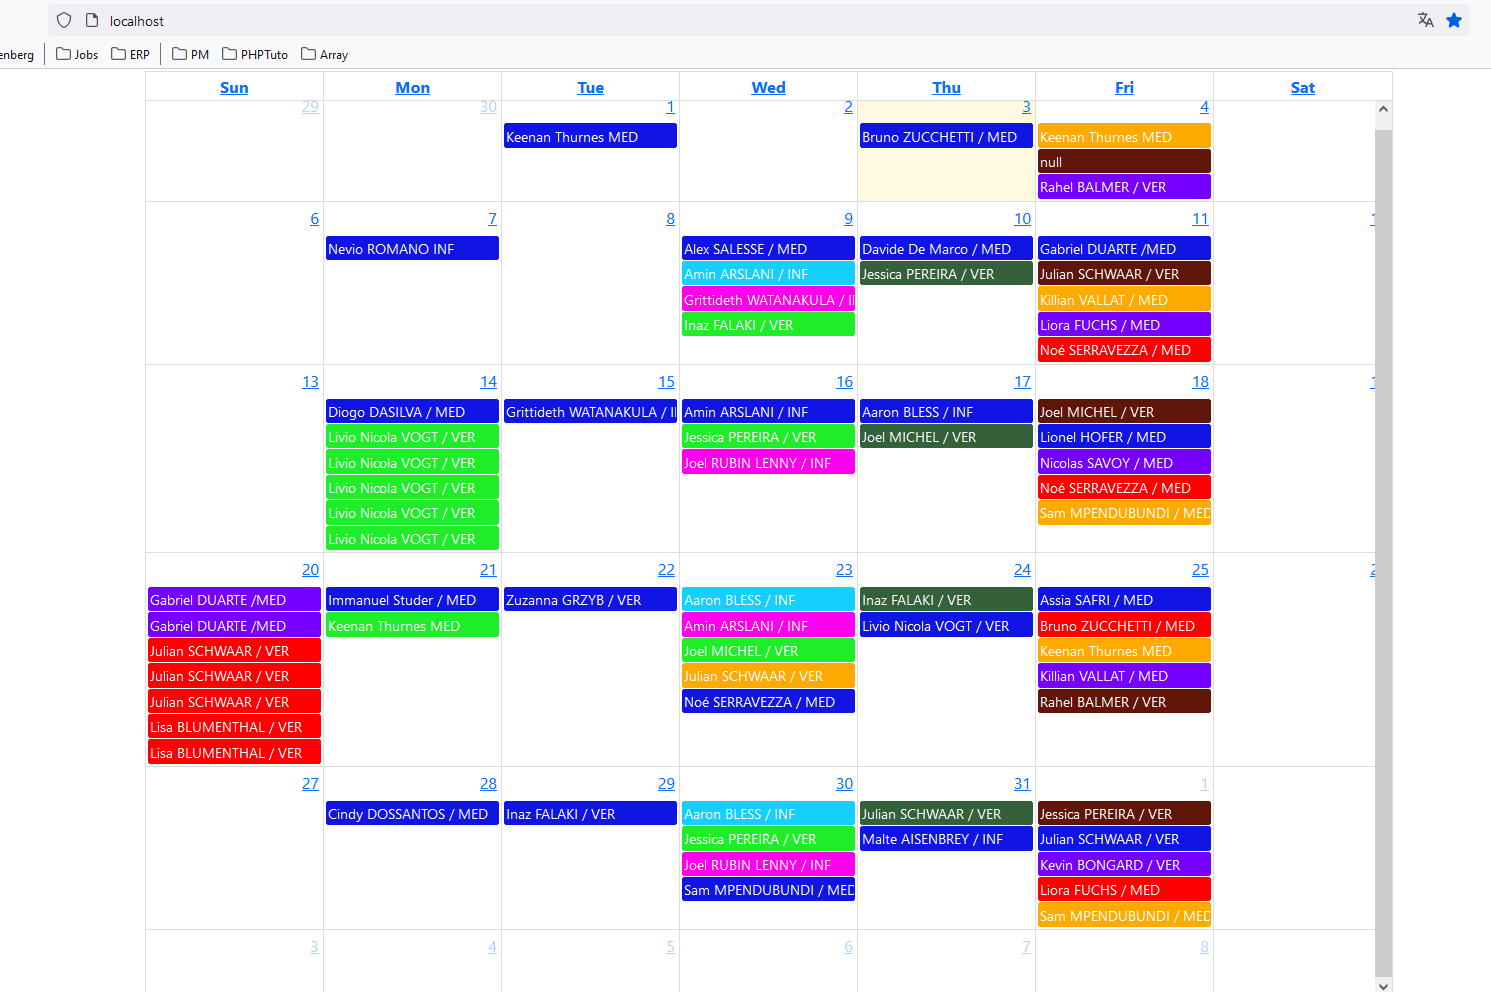 localhost
enberg Jobs ERP PM PHPTuto Array
Sun Mon Tue Wed Thu Fri Sat
29 30 1 2 3 4
Keenan Thurnes MED
Bruno ZUCCHETTI / MED
Keenan Thurnes MED
null
Rahel BALMER / VER
6 7 8 9 10 11 1
Nevio ROMANO INF
Alex SALESSE / MED
Amin ARSLANI / INF
Grittideth WATANAKULA / I
Inaz FALAKI / VER
Davide De Marco / MED
Jessica PEREIRA / VER
Gabriel DUARTE /MED
Julian SCHWAAR / VER
Killian VALLAT / MED
Liora FUCHS / MED
Noé SERRAVEZZA / MED
13 14 15 16 17 18 1
Diogo DASILVA / MED
Livio Nicola VOGT / VER
Livio Nicola VOGT / VER
Livio Nicola VOGT / VER
Livio Nicola VOGT / VER
Livio Nicola VOGT / VER
Grittideth WATANAKULA / I
Amin ARSLANI / INF
Jessica PEREIRA / VER
Joel RUBIN LENNY / INF
Aaron BLESS / INF
Joel MICHEL / VER
Joel MICHEL / VER
Lionel HOFER / MED
Nicolas SAVOY / MED
Noé SERRAVEZZA / MED
Sam MPENDUBUNDI / MED
20 21 22 23 24 25 2
Gabriel DUARTE /MED
Gabriel DUARTE /MED
Julian SCHWAAR / VER
Julian SCHWAAR / VER
Julian SCHWAAR / VER
Lisa BLUMENTHAL / VER
Lisa BLUMENTHAL / VER
Immanuel Studer / MED
Keenan Thurnes MED
Zuzanna GRZYB / VER
Aaron BLESS / INF
Amin ARSLANI / INF
Joel MICHEL / VER
Julian SCHWAAR / VER
Noé SERRAVEZZA / MED
Inaz FALAKI / VER
Livio Nicola VOGT / VER
Assia SAFRI / MED
Bruno ZUCCHETTI / MED
Keenan Thurnes MED
Killian VALLAT / MED
Rahel BALMER / VER
27 28 29 30 31 1
Cindy DOSSANTOS / MED
Inaz FALAKI / VER
Aaron BLESS / INF
Jessica PEREIRA / VER
Joel RUBIN LENNY / INF
Sam MPENDUBUNDI / MED
Julian SCHWAAR / VER
Malte AISENBREY / INF
Jessica PEREIRA / VER
Julian SCHWAAR / VER
Kevin BONGARD / VER
Liora FUCHS / MED
Sam MPENDUBUNDI / MED
3 4 5 6 7 8